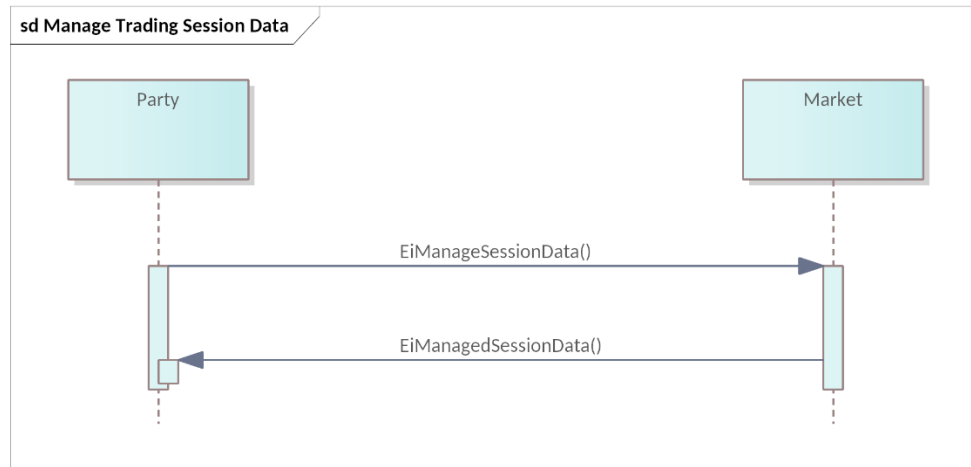 sd Manage Trading Session Data
Party
Market
EiManageSessionData()
EiManagedSessionData()